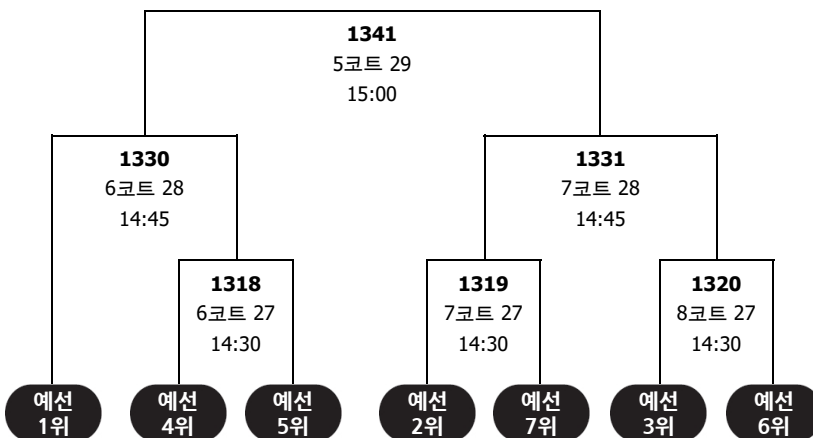 1341
5코트 29
15:00
1330
6코트 28
14:45
1331
7코트 28
14:45
1318
6코트 27
14:30
1319
7코트 27
14:30
1320
8코트 27
14:30
예선
1위
예선
4위
예선
5위
예선
2위
예선
7위
예선
3위
예선
6위